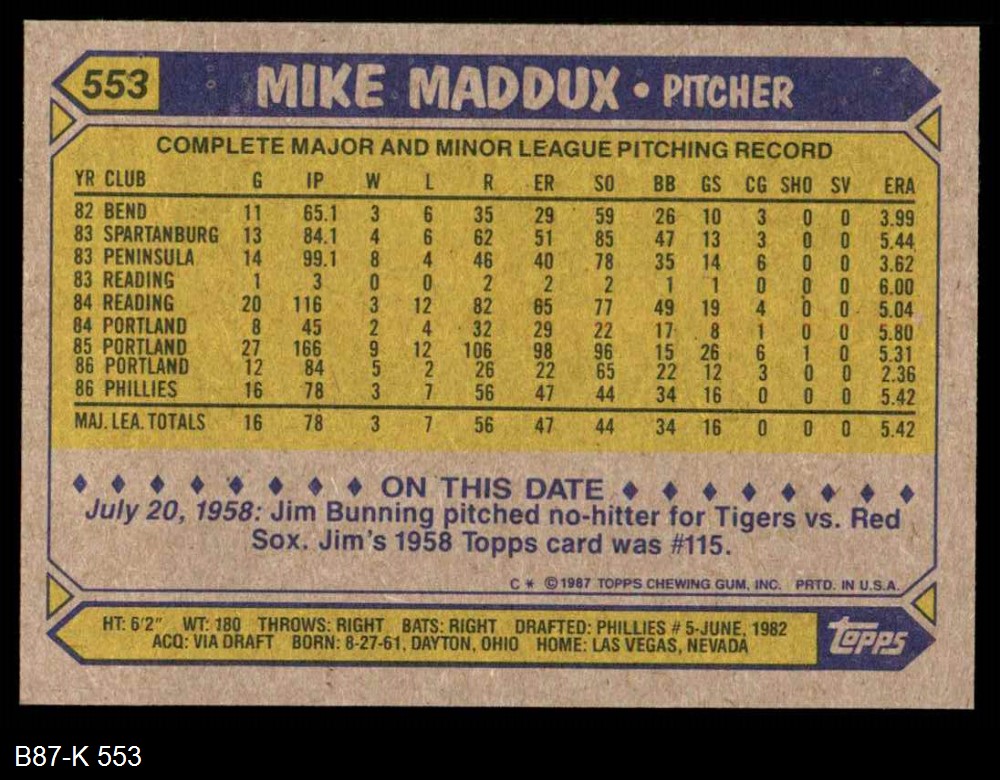 553 MIKE MADDUX • PITCHER
COMPLETE MAJOR AND MINOR LEAGUE PITCHING RECORD
YR CLUB G IP W L R ER SO BB GS CG SHO SV ERA
82 BEND 11 65.1 3 6 35 29 59 26 10 3 0 0 3.99
83 SPARTANBURG 13 84.1 4 6 62 51 85 47 13 3 0 0 5.44
83 PENINSULA 14 99.1 8 4 46 40 78 35 14 6 0 0 3.62
83 READING 1 3 0 0 2 2 2 1 1 0 0 0 6.00
84 READING 20 116 3 12 82 65 77 49 19 4 0 0 5.04
84 PORTLAND 8 45 2 4 32 29 22 17 8 1 0 0 5.80
85 PORTLAND 27 166 9 12 106 98 96 15 26 6 1 0 5.31
86 PORTLAND 12 84 5 2 26 22 65 22 12 3 0 0 2.36
86 PHILLIES 16 78 3 7 56 47 44 34 16 0 0 0 5.42
MAJ. LEA. TOTALS 16 78 3 7 56 47 44 34 16 0 0 0 5.42
ON THIS DATE
July 20, 1958: Jim Bunning pitched no-hitter for Tigers vs. Red
Sox. Jim's 1958 Topps card was #115.
C* ©1987 TOPPS CHEWING GUM, INC. PRTD. IN U.S.A.
HT: 6'2" WT: 180 THROWS: RIGHT BATS: RIGHT DRAFTED: PHILLIES # 5-JUNE, 1982
ACQ: VIA DRAFT BORN: 8-27-61, DAYTON, OHIO HOME: LAS VEGAS, NEVADA
Topps
B87-K 553